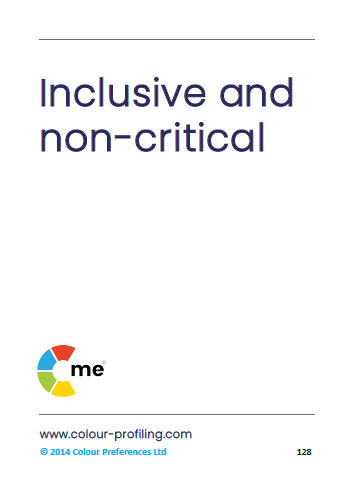 Inclusive and
non-critical
me®
www.colour-profiling.com
© 2014 Colour Preferences Ltd
128